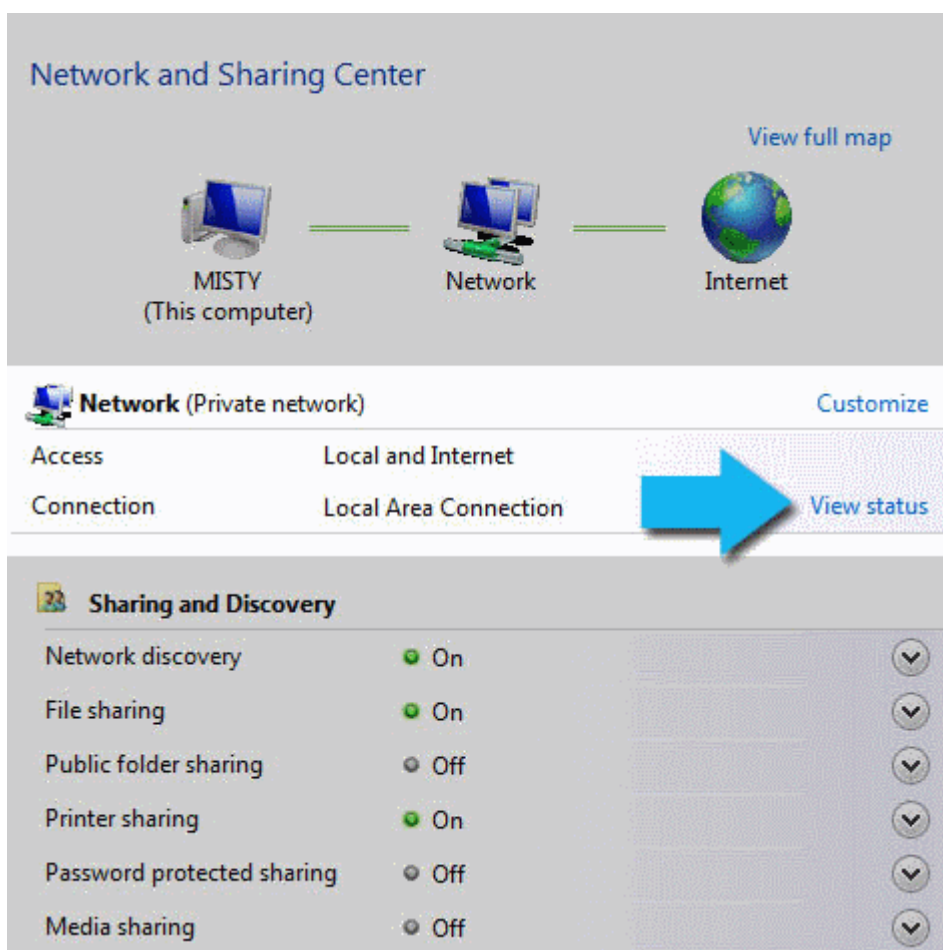 Network and Sharing Center
View full map
MISTY
(This computer)
Network
Internet
Network (Private network) Customize
Access Local and Internet
Connection Local Area Connection View status
Sharing and Discovery
Network discovery On
File sharing On
Public folder sharing Off
Printer sharing On
Password protected sharing Off
Media sharing Off